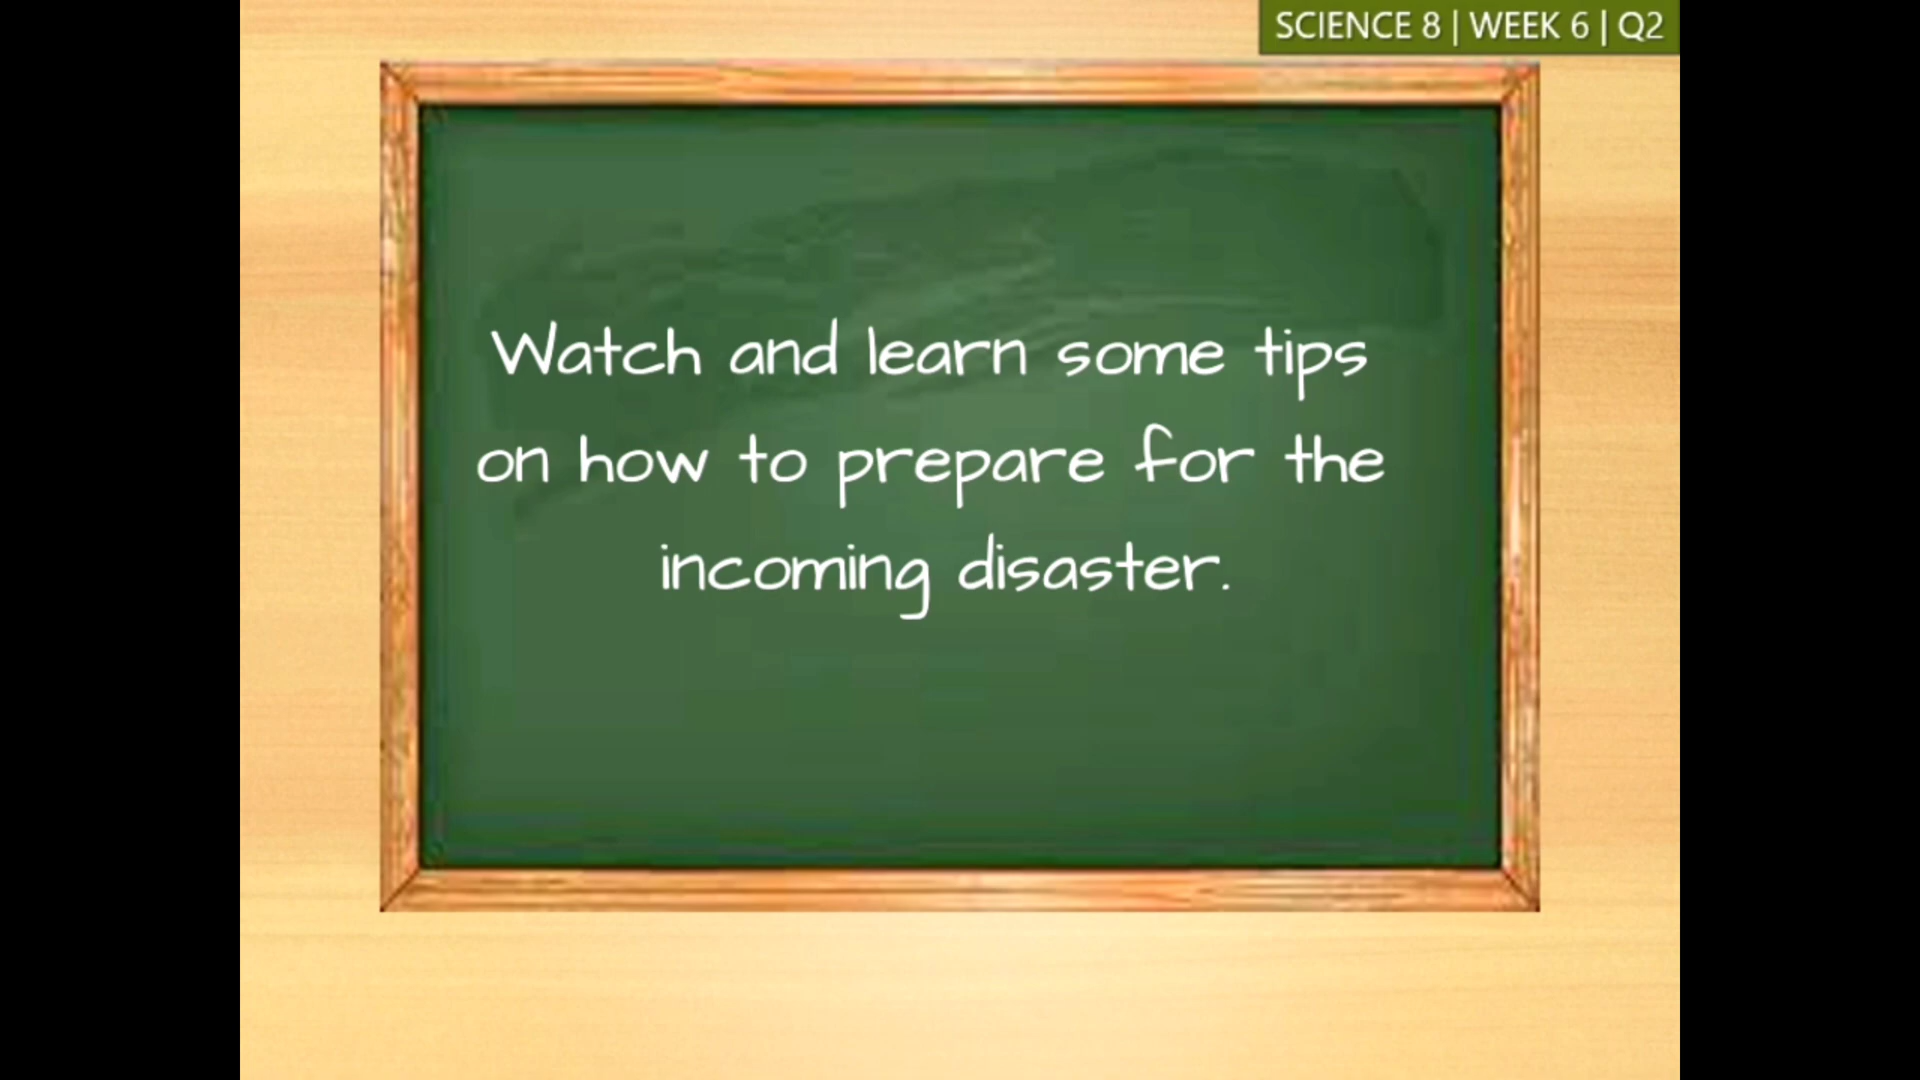 SCIENCE 8 | WEEK 6 | Q2
Watch and learn some tips
on how to prepare for the
incoming disaster.